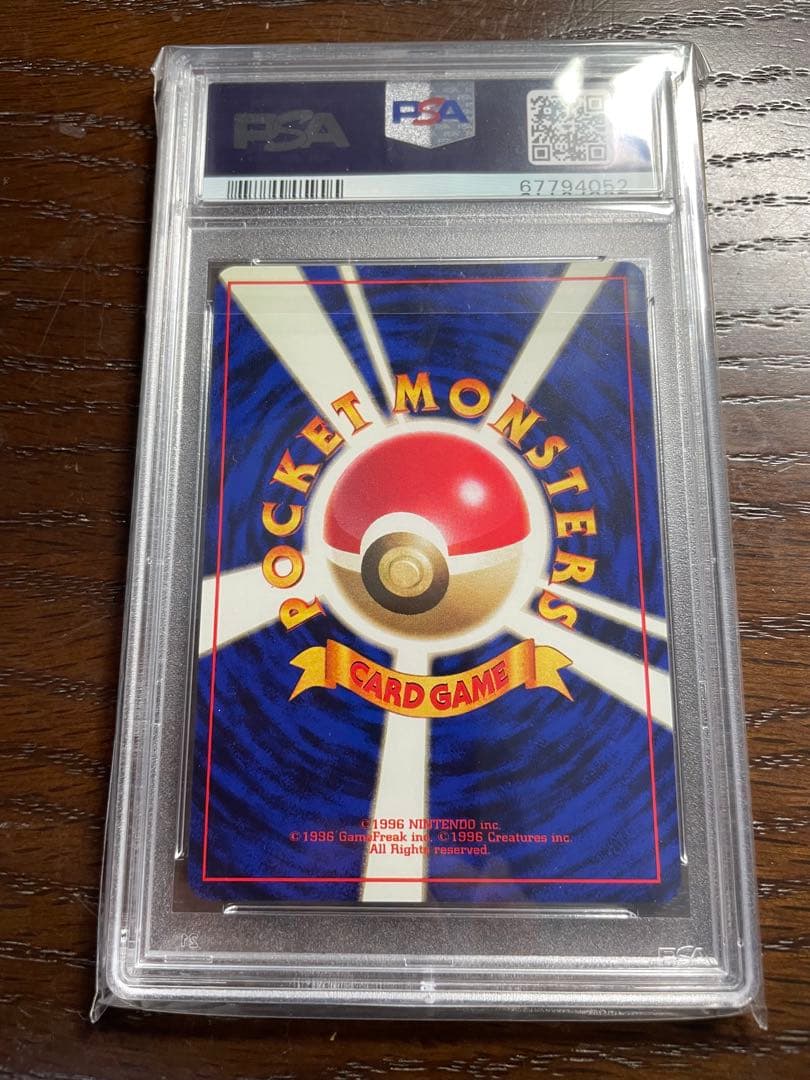 PSA
PSA
67794052
POCKET MONSTERS
CARD GAME
©1996 NINTENDO inc.
©1996 GameFreak inc. ©1996 Creatures inc.
All Rights reserved.
PSA